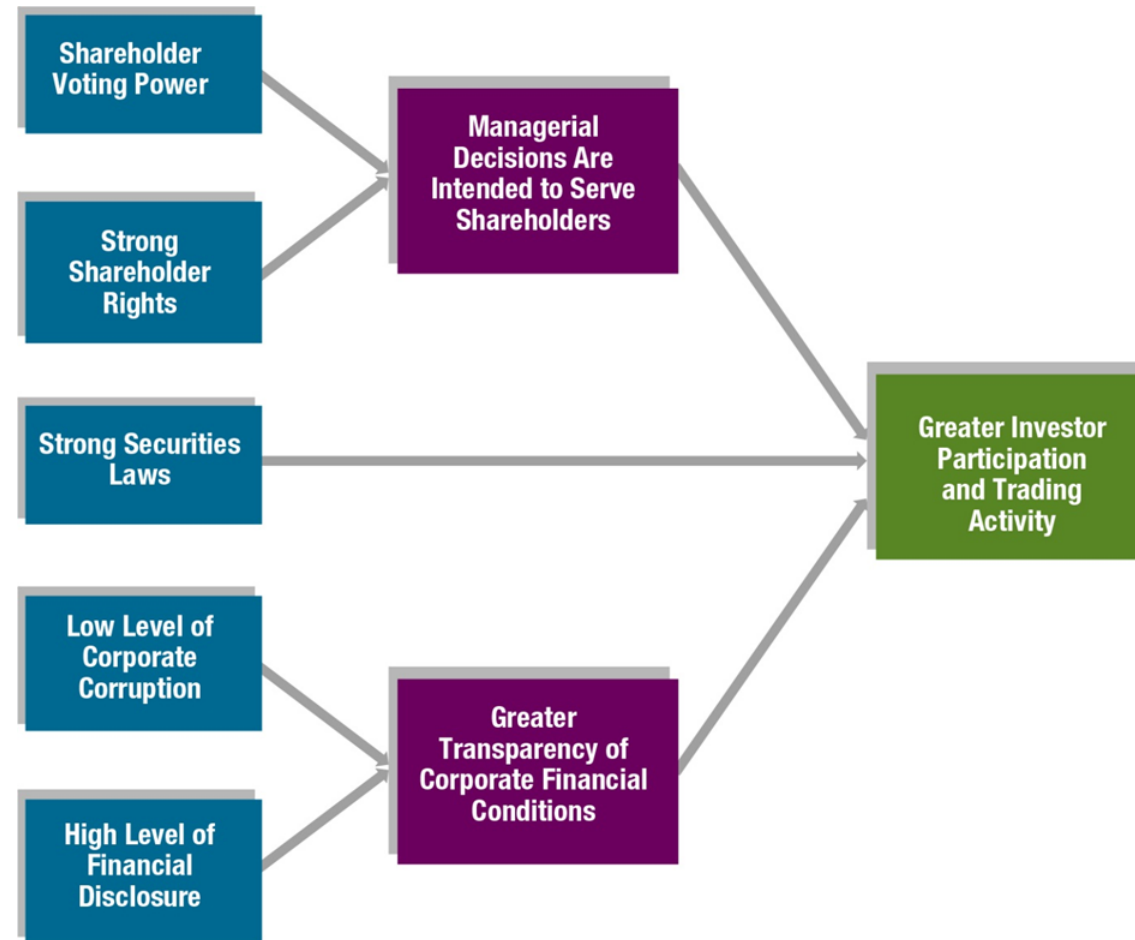 Shareholder
Voting Power
Strong
Shareholder
Rights
Strong Securities
Laws
Low Level of
Corporate
Corruption
High Level of
Financial
Disclosure
Managerial
Decisions Are
Intended to Serve
Shareholders
Greater
Transparency of
Corporate Financial
Conditions
Greater Investor
Participation
and Trading
Activity